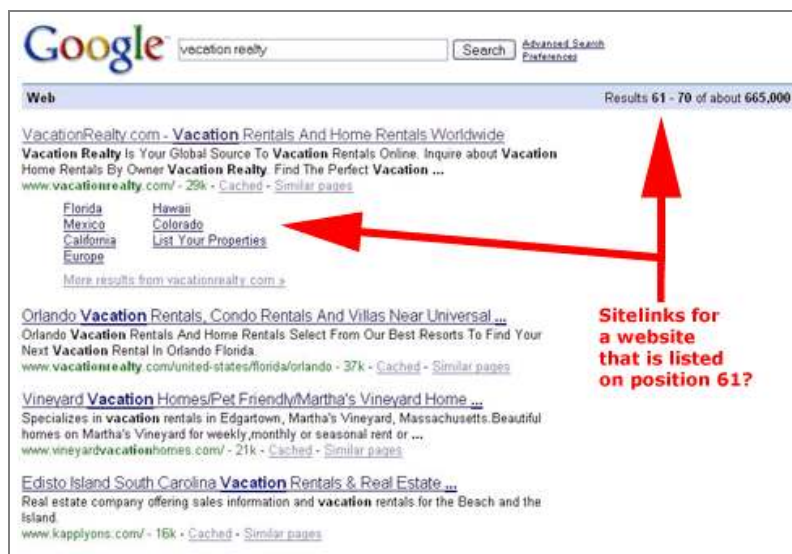 Google vacation realty Search Advanced Search
Preferences
Web Results 61 - 70 of about 665,000
VacationRealty.com - Vacation Rentals And Home Rentals Worldwide
Vacation Realty Is Your Global Source To Vacation Rentals Online. Inquire about Vacation
Home Rentals By Owner Vacation Realty. Find The Perfect Vacation ...
www.vacationrealty.com/ - 29k - Cached - Similar pages
Florida Hawaii
Mexico Colorado
California List Your Properties
Europe
More results from vacationrealty.com »
Orlando Vacation Rentals, Condo Rentals And Villas Near Universal ...
Orlando Vacation Rentals And Home Rentals Select From Our Best Resorts To Find Your
Next Vacation Rental In Orlando Florida.
www.vacationrealty.com/united-states/florida/orlando - 37k - Cached - Similar pages
Vineyard Vacation Homes/Pet Friendly/Martha's Vineyard Home ...
Specializes in vacation rentals in Edgartown, Martha's Vineyard, Massachusetts.Beautiful
homes on Martha's Vineyard for weekly,monthly or seasonal rent or ...
www.vineyardvacationhomes.com/ - 21k - Cached - Similar pages
Edisto Island South Carolina Vacation Rentals & Real Estate ...
Real estate company offering sales information and vacation rentals for the Beach and the
Island.
www.kapplyons.com/ - 16k - Cached - Similar pages
Sitelinks for
a website
that is listed
on position 61?